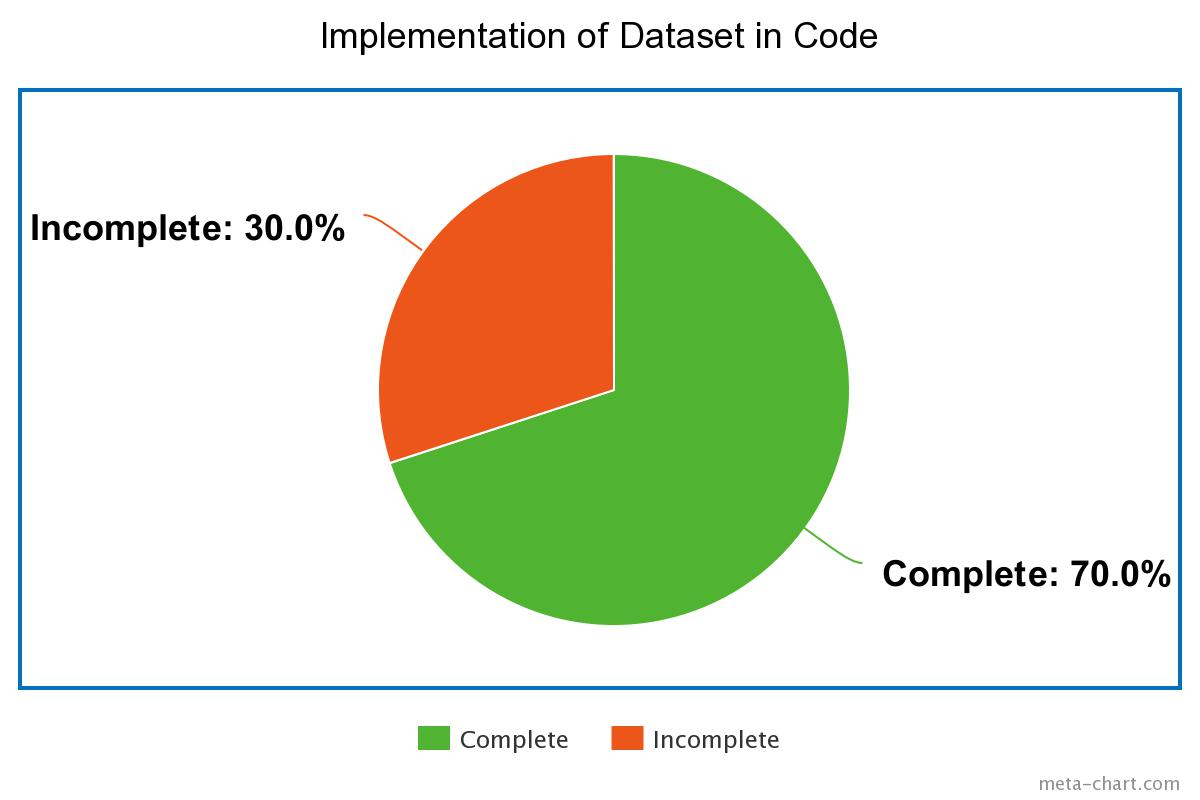 Implementation of Dataset in Code
Incomplete: 30.0%
Complete: 70.0%
Complete
Incomplete
meta-chart.com